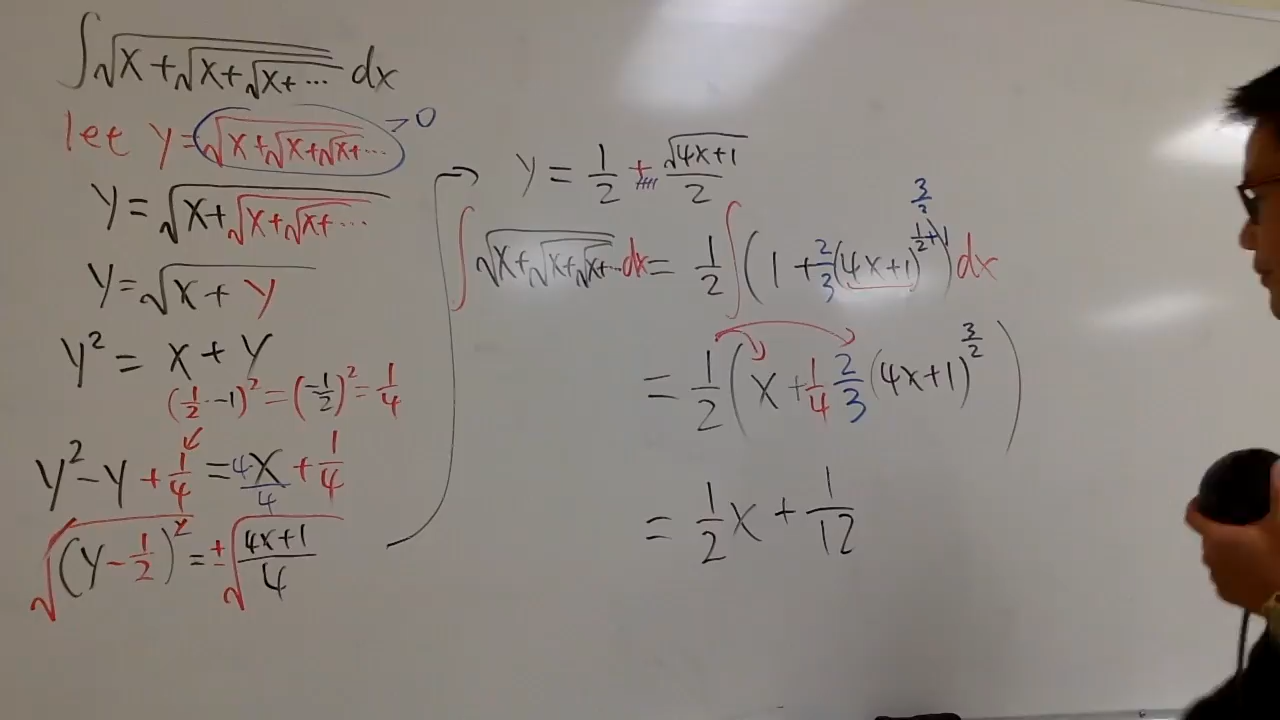 ∫√(x+√(x+√(x+⋯))) dx
let y=√(x+√(x+√(x+⋯))) >0
y=√(x+√(x+√(x+⋯)))
y=√(x+y)
y² = x+y
(½·-1)²=(-½)²=¼
y²-y+¼=4x/4+¼
√(y-½)²=±√((4x+1)/4)
y = ½ + √(4x+1)/2
∫√(x+√(x+√(x+⋯))) dx = ½∫(1+⅔(4x+1)^(½+1) 3/2) dx
= ½(x+¼ ⅔(4x+1)^(3/2))
= ½x + 1/12